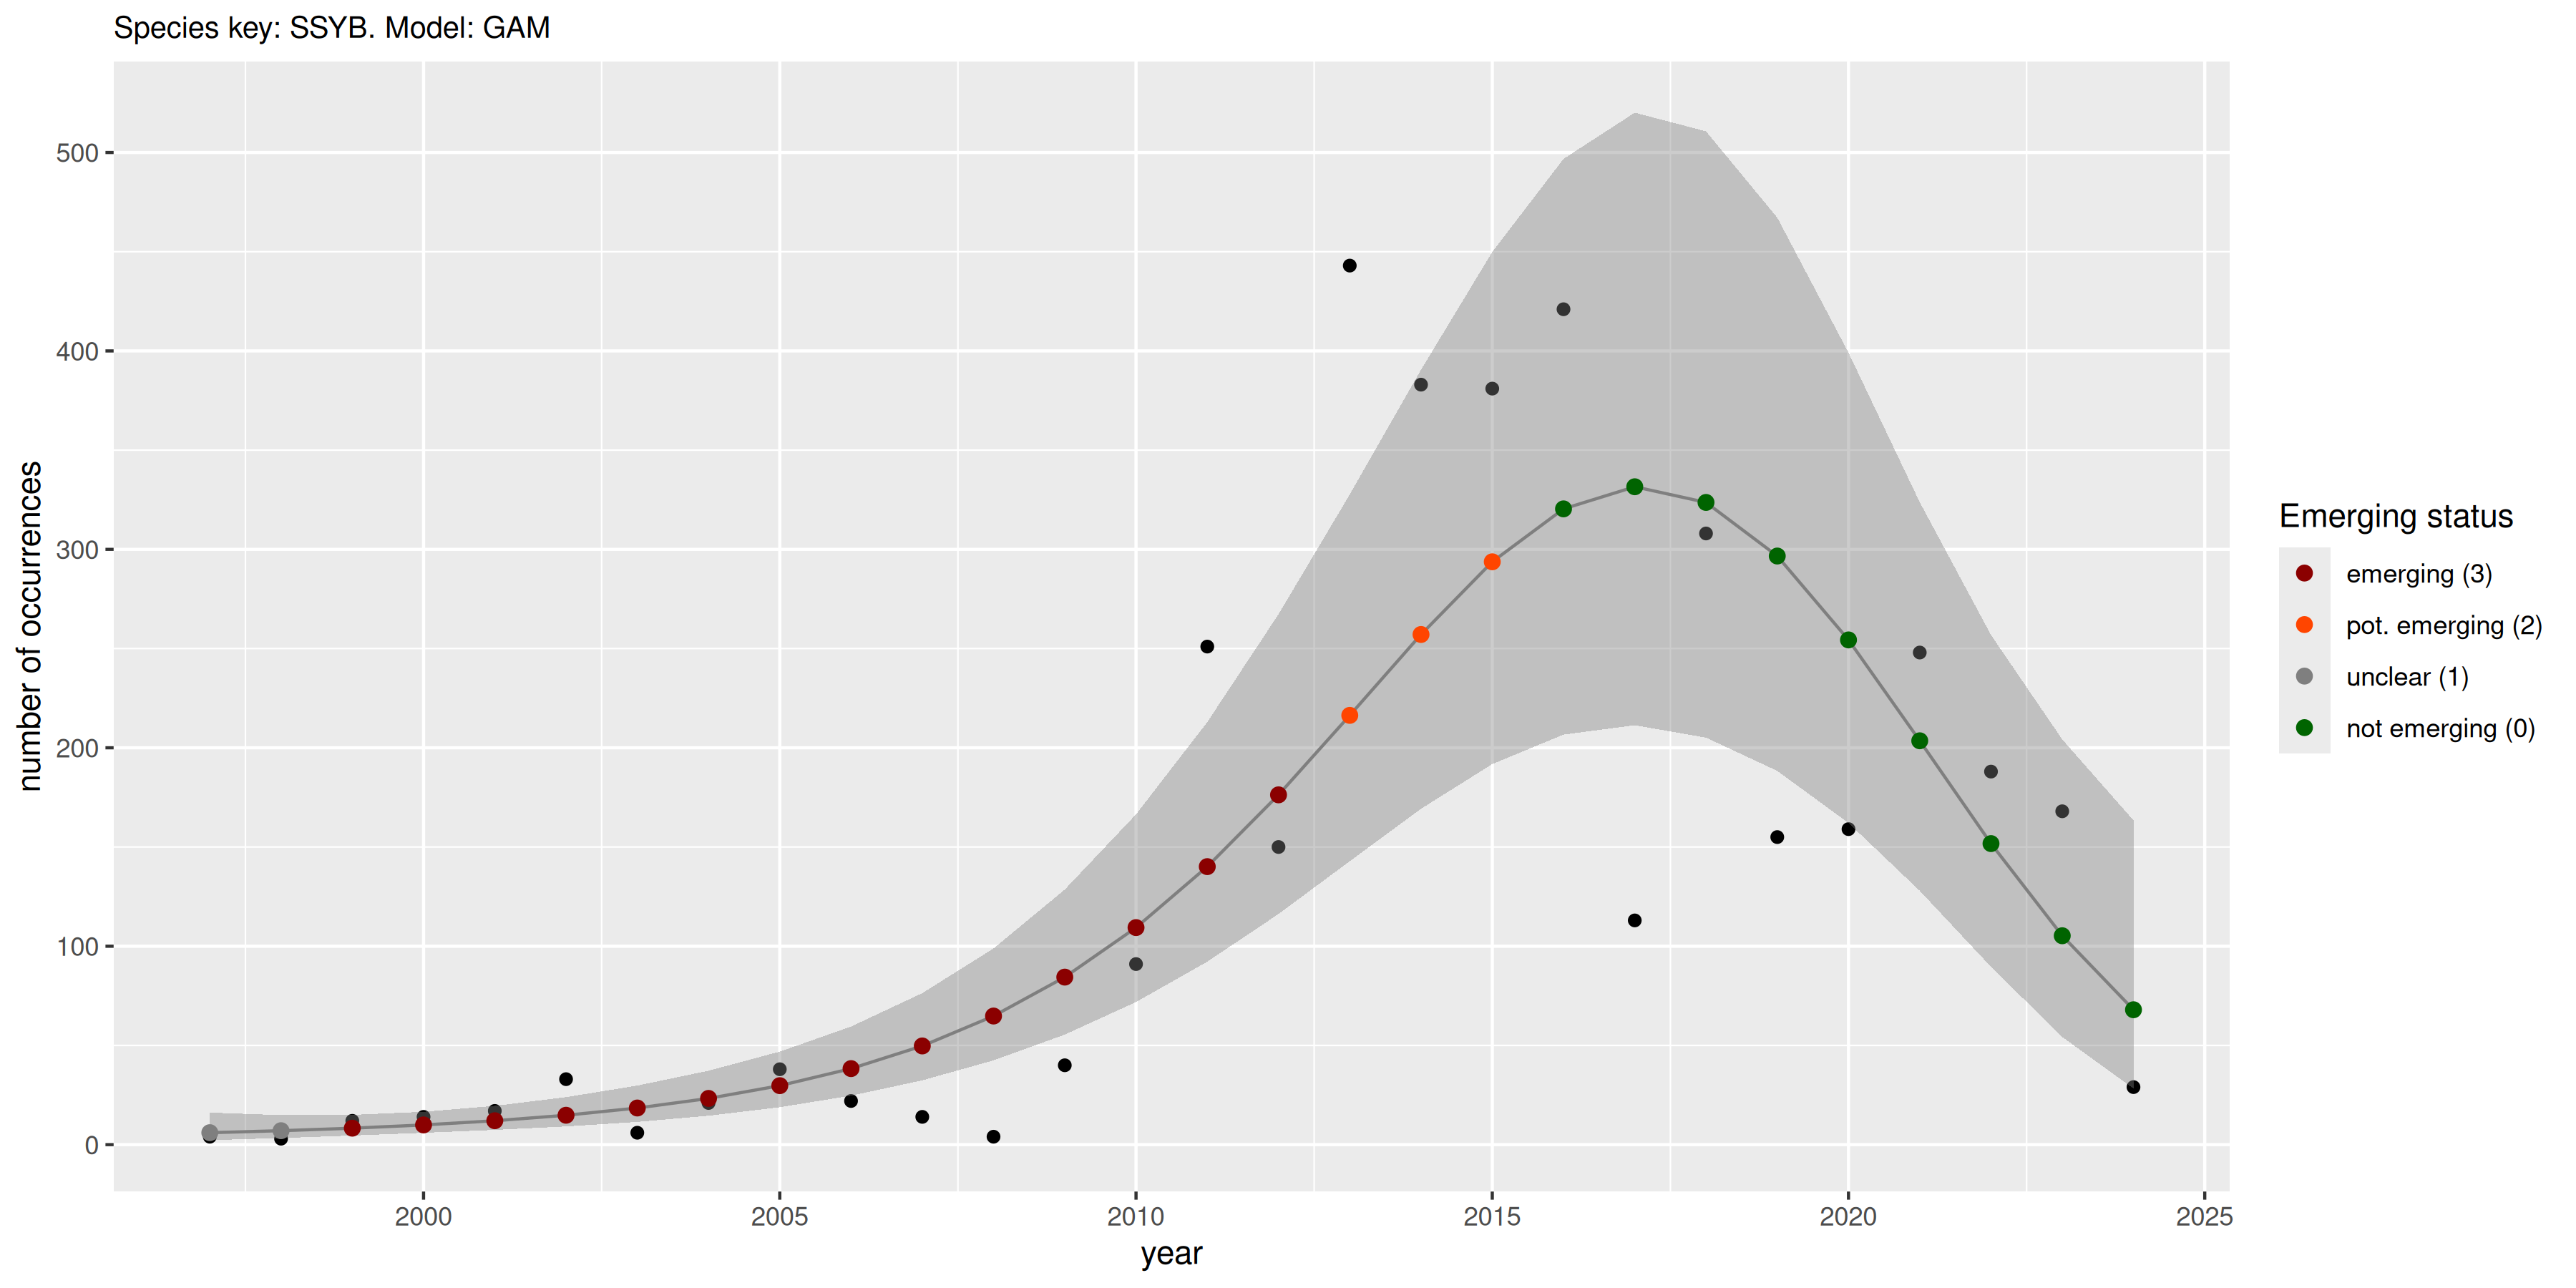 Species key: SSYB. Model: GAM
number of occurrences
500
400
300
200
100
0
2000
2005
2010
2015
2020
2025
year
Emerging status
emerging (3)
pot. emerging (2)
unclear (1)
not emerging (0)